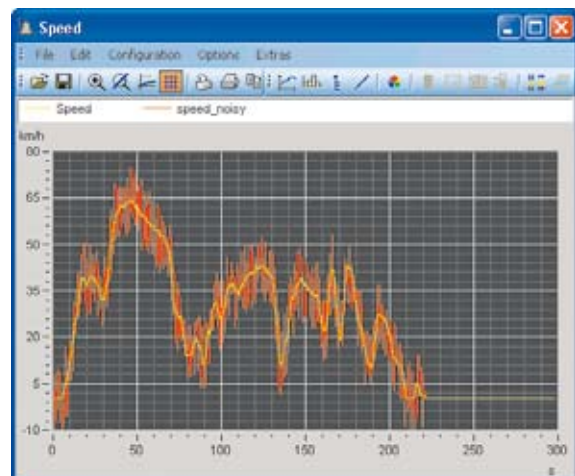 Speed
File Edit Configuration Options Extras
Speed speed_noisy
km/h
80
65
50
35
20
5
-10
0 50 100 150 200 250 300
s